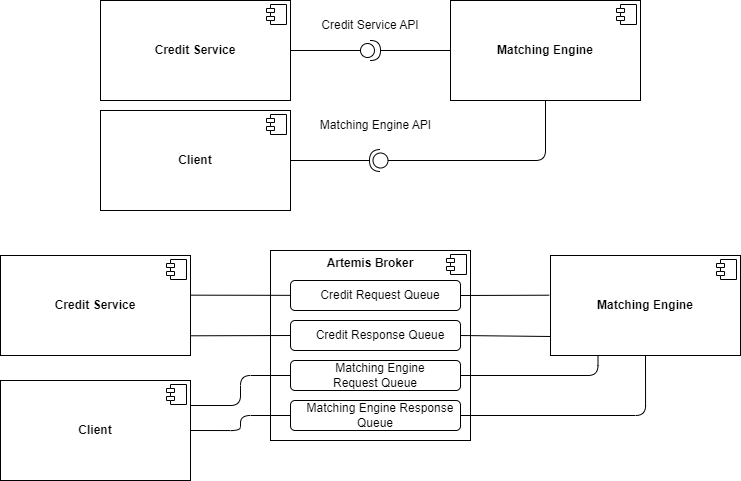 Credit Service API
Credit Service
Matching Engine
Matching Engine API
Client
Artemis Broker
Credit Service
Credit Request Queue
Matching Engine
Credit Response Queue
Matching Engine
Request Queue
Client
Matching Engine Response
Queue